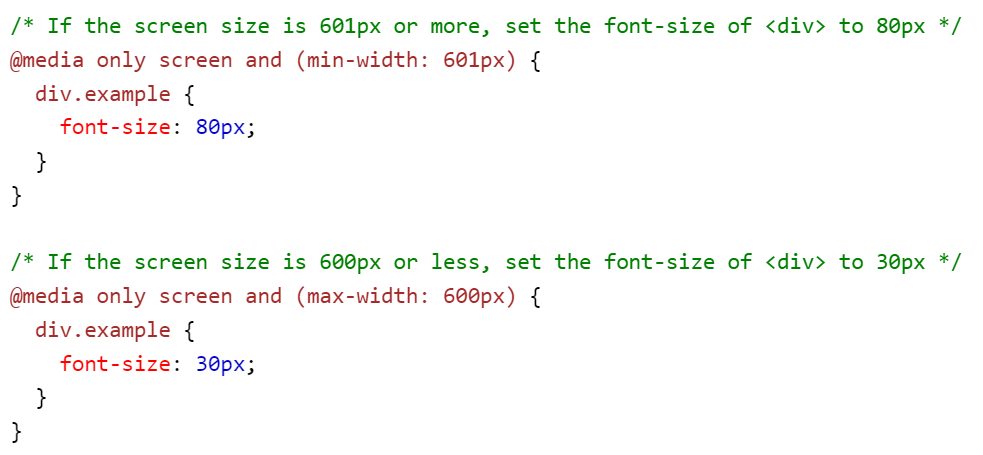 /* If the screen size is 601px or more, set the font-size of <div> to 80px */
@media only screen and (min-width: 601px) {
  div.example {
    font-size: 80px;
  }
}

/* If the screen size is 600px or less, set the font-size of <div> to 30px */
@media only screen and (max-width: 600px) {
  div.example {
    font-size: 30px;
  }
}